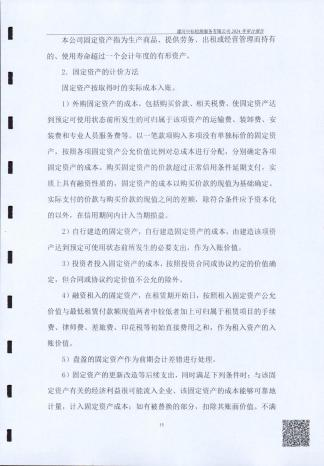 漯河中标检测服务有限公司 2024 年审计报告
本公司固定资产指为生产商品、提供劳务、出租或经营管理而持有
的、使用寿命超过一个会计年度的有形资产。
2．固定资产的计价方法
固定资产按取得时的实际成本入账。
1）外购固定资产的成本，包括购买价款、相关税费、使固定资产达
到预定可使用状态前所发生的可归属于该项资产的运输费、装卸费、安
装费和专业人员服务费等。以一笔款项购入多项没有单独标价的固定资
产，按照各项固定资产公允价值比例对总成本进行分配，分别确定各项
固定资产的成本。购买固定资产的价款超过正常信用条件延期支付，实
质上具有融资性质的，固定资产的成本以购买价款的现值为基础确定。
实际支付的价款与购买价款的现值之间的差额，除符合条件应予资本化
的以外，在信用期间内计入当期损益。
2）自行建造的固定资产，自行建造固定资产的成本，由建造该项资
产达到预定可使用状态前所发生的必要支出，作为入账价值。
3）投资者投入固定资产的成本，按照投资合同或协议约定的价值确
定，但合同或协议约定价值不公允的除外。
4）融资租入的固定资产，在租赁期开始日，按照租入固定资产公允
价值与最低租赁付款额现值两者中较低者加上可归属于租赁项目的手续
费、律师费、差旅费、印花税等初始直接费用之和，作为租入资产的入
账价值。
5）盘盈的固定资产作为前期会计差错进行处理。
6）固定资产的更新改造等后续支出，同时满足下列条件时：与该固
定资产有关的经济利益很可能流入企业、该固定资产的成本能够可靠地
计量，计入固定资产成本；如有被替换的部分，扣除其账面价值。不满
15